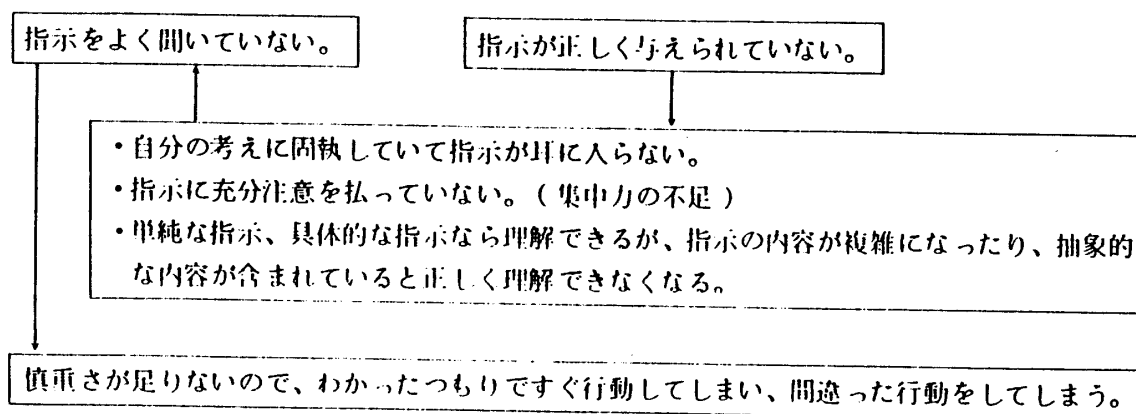 指示をよく聞いていない。
指示が正しく与えられていない。
・自分の考えに固執していて指示が耳に入らない。
・指示に充分注意を払っていない。（集中力の不足）
・単純な指示、具体的な指示なら理解できるが、指示の内容が複雑になったり、抽象的
な内容が含まれていると正しく理解できなくなる。
慎重さが足りないので、わかったつもりですぐ行動してしまい、間違った行動をしてしまう。